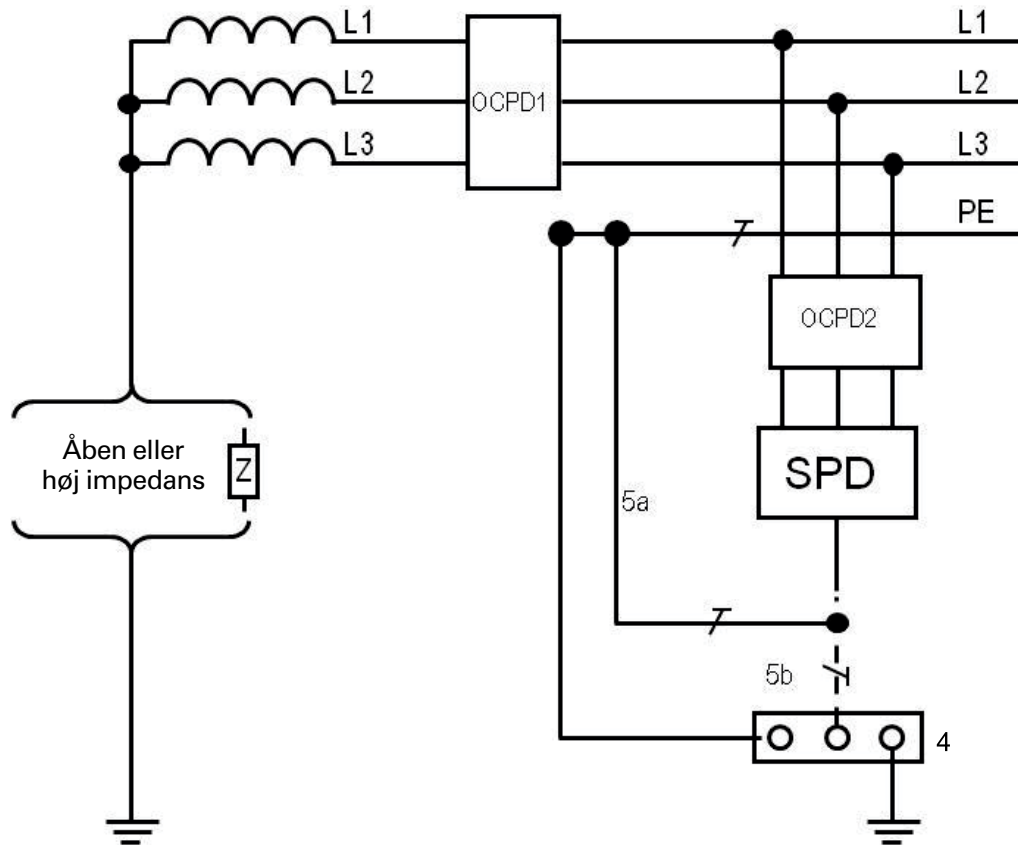 L1
L1
L2
OCPD1
L2
L3
L3
PE
OCPD2
Åben eller
høj impedans
Z
SPD
5a
5b
4